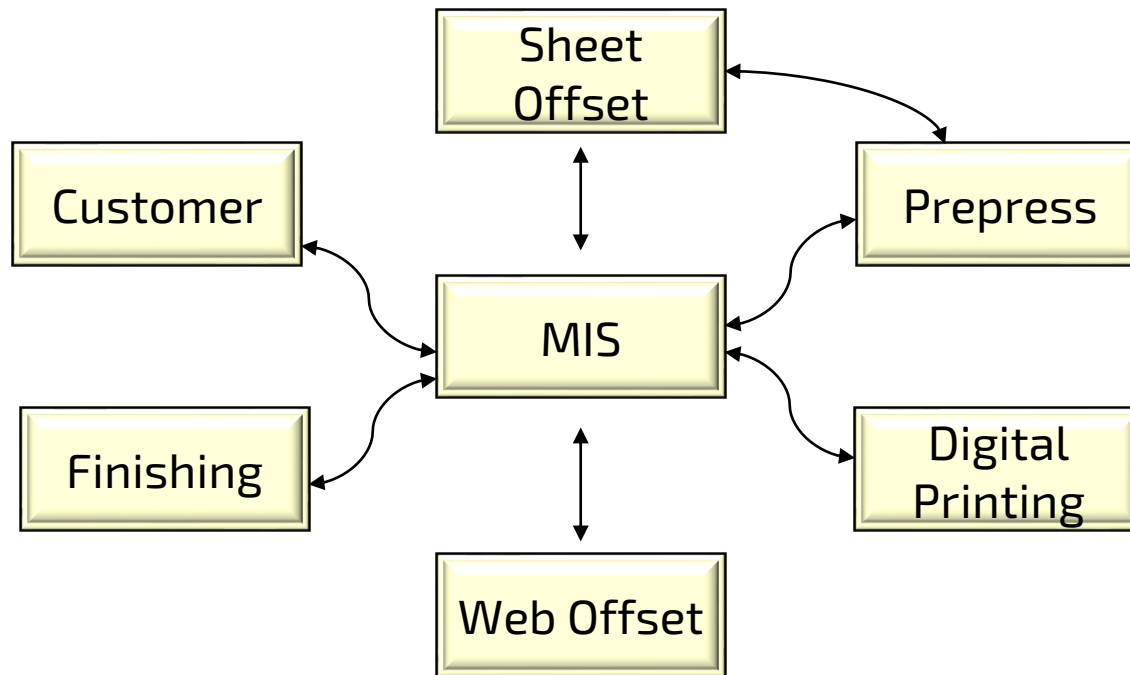 Sheet
Offset
Customer
Prepress
MIS
Finishing
Digital
Printing
Web Offset